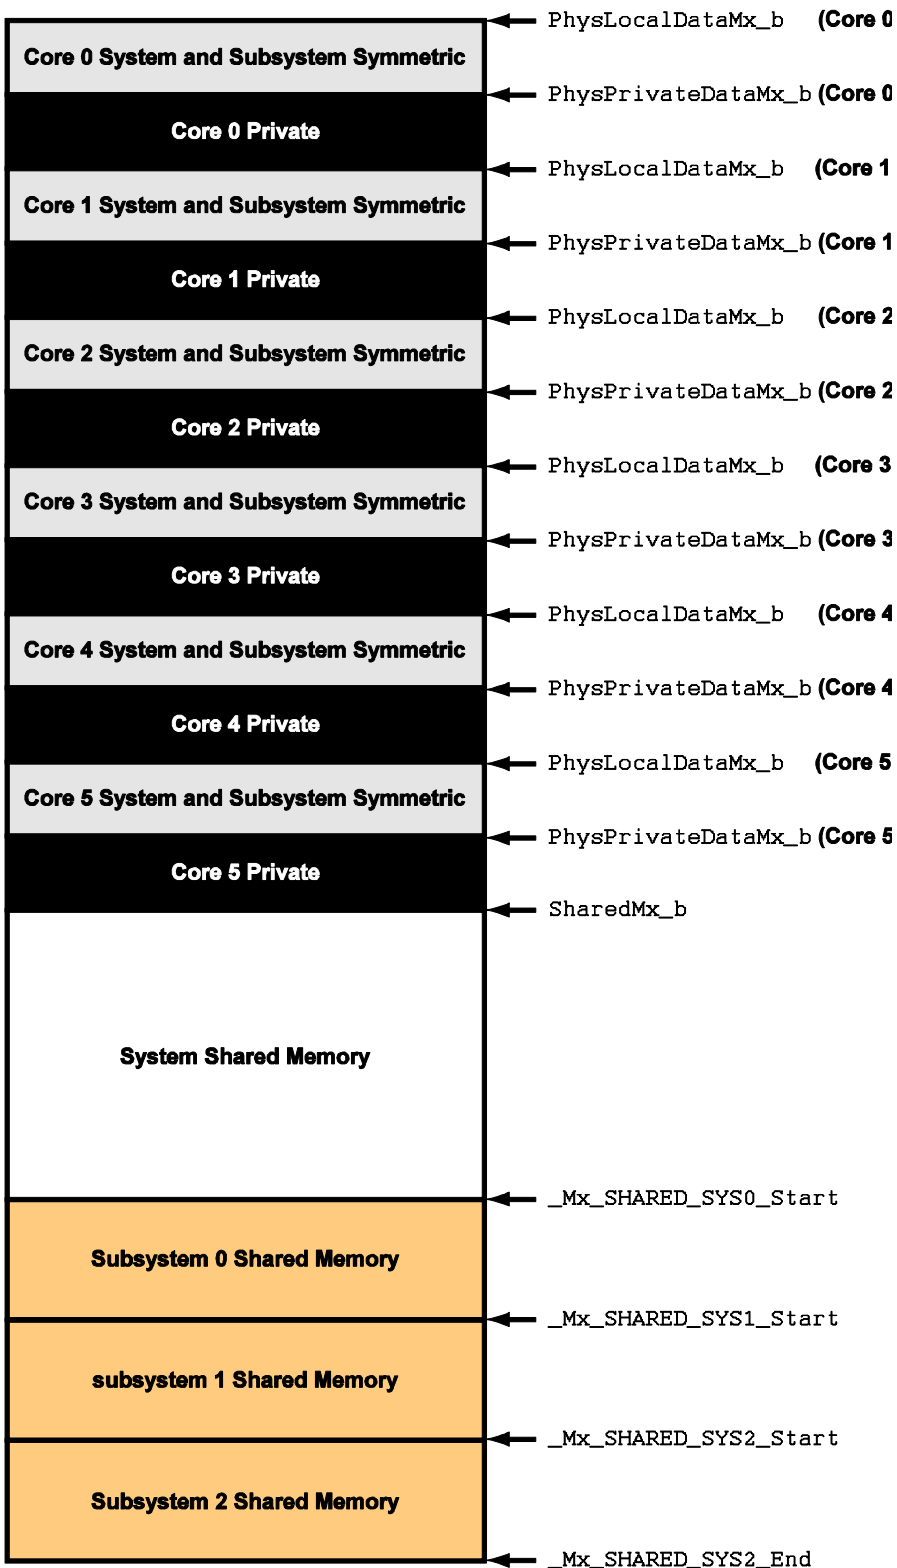 PhysLocalDataMx_b (Core 0
Core 0 System and Subsystem Symmetric
PhysPrivateDataMx_b (Core 0
Core 0 Private
PhysLocalDataMx_b (Core 1
Core 1 System and Subsystem Symmetric
PhysPrivateDataMx_b (Core 1
Core 1 Private
PhysLocalDataMx_b (Core 2
Core 2 System and Subsystem Symmetric
PhysPrivateDataMx_b (Core 2
Core 2 Private
PhysLocalDataMx_b (Core 3
Core 3 System and Subsystem Symmetric
PhysPrivateDataMx_b (Core 3
Core 3 Private
PhysLocalDataMx_b (Core 4
Core 4 System and Subsystem Symmetric
PhysPrivateDataMx_b (Core 4
Core 4 Private
PhysLocalDataMx_b (Core 5
Core 5 System and Subsystem Symmetric
PhysPrivateDataMx_b (Core 5
Core 5 Private
SharedMx_b
System Shared Memory
_Mx_SHARED_SYS0_Start
Subsystem 0 Shared Memory
_Mx_SHARED_SYS1_Start
subsystem 1 Shared Memory
_Mx_SHARED_SYS2_Start
Subsystem 2 Shared Memory
_Mx_SHARED_SYS2_End